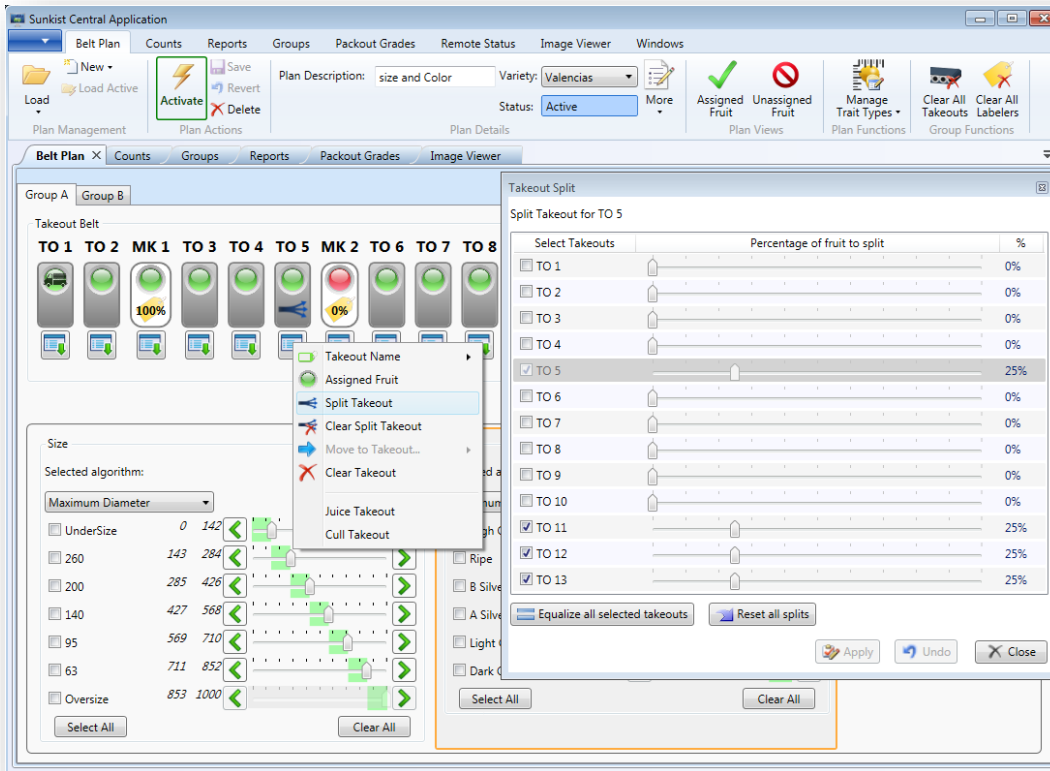 Sunkist Central Application
Belt Plan Counts Reports Groups Packout Grades Remote Status Image Viewer Windows
Load
New
Load Active
Plan Management
Activate
Save
Revert
Delete
Plan Actions
Plan Description: size and Color
Variety: Valencias
Status: Active
More
Plan Details
Assigned Fruit
Unassigned Fruit
Plan Views
Manage Trait Types
Plan Functions
Clear All Takeouts
Clear All Labelers
Group Functions
Belt Plan Counts Groups Reports Packout Grades Image Viewer
Group A Group B
Takeout Belt
TO 1 TO 2 MK 1 TO 3 TO 4 TO 5 MK 2 TO 6 TO 7 TO 8
100% 0%
Takeout Name
Assigned Fruit
Split Takeout
Clear Split Takeout
Move to Takeout...
Clear Takeout
Juice Takeout
Cull Takeout
Size
Selected algorithm:
Maximum Diameter
UnderSize 0 142
260 143 284
200 285 426
140 427 568
95 569 710
63 711 852
Oversize 853 1000
Select All Clear All
Ripe
B Silve
A Silve
Light
Dark
Select All Clear All
Takeout Split
Split Takeout for TO 5
Select Takeouts Percentage of fruit to split %
TO 1 0%
TO 2 0%
TO 3 0%
TO 4 0%
TO 5 25%
TO 6 0%
TO 7 0%
TO 8 0%
TO 9 0%
TO 10 0%
TO 11 25%
TO 12 25%
TO 13 25%
Equalize all selected takeouts Reset all splits
Apply Undo Close